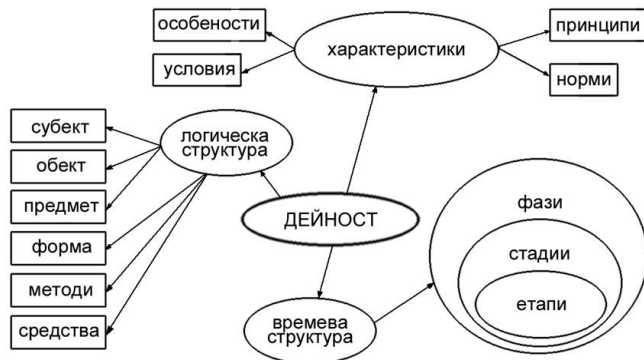 особености
условия
характеристики
принципи
норми
субект
обект
предмет
форма
методи
средства
логическа
структура
ДЕЙНОСТ
времева
структура
фази
стадии
етапи